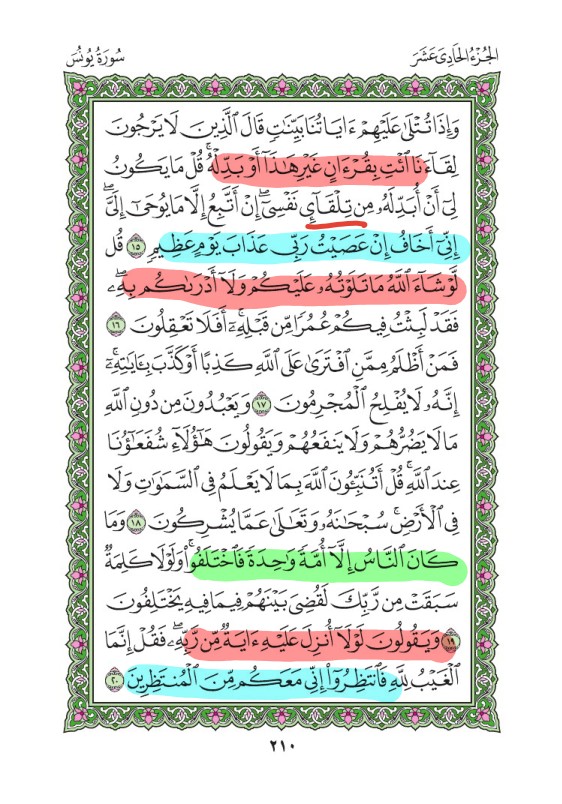 الجُزْءُ الحَادِى عَشَرَ
سُورَةُ يُونُسَ
وَإِذَا تُتْلَىٰ عَلَيْهِمْ ءَايَاتُنَا بَيِّنَٰتٍ قَالَ ٱلَّذِينَ لَا يَرْجُونَ
لِقَآءَنَا ٱئْتِ بِقُرْءَانٍ غَيْرِ هَٰذَآ أَوْ بَدِّلْهُ ۚ قُلْ مَا يَكُونُ
لِىٓ أَنْ أُبَدِّلَهُۥ مِن تِلْقَآئِ نَفْسِىٓ ۖ إِنْ أَتَّبِعُ إِلَّا مَا يُوحَىٰٓ إِلَىَّ ۖ
إِنِّىٓ أَخَافُ إِنْ عَصَيْتُ رَبِّى عَذَابَ يَوْمٍ عَظِيمٍ ١٥ قُل
لَّوْ شَآءَ ٱللَّهُ مَا تَلَوْتُهُۥ عَلَيْكُمْ وَلَآ أَدْرَىٰكُم بِهِۦ ۖ
فَقَدْ لَبِثْتُ فِيكُمْ عُمُرًا مِّن قَبْلِهِۦٓ ۚ أَفَلَا تَعْقِلُونَ ١٦
فَمَنْ أَظْلَمُ مِمَّنِ ٱفْتَرَىٰ عَلَى ٱللَّهِ كَذِبًا أَوْ كَذَّبَ بِـَٔايَٰتِهِۦٓ ۚ
إِنَّهُۥ لَا يُفْلِحُ ٱلْمُجْرِمُونَ ١٧ وَيَعْبُدُونَ مِن دُونِ ٱللَّهِ
مَا لَا يَضُرُّهُمْ وَلَا يَنفَعُهُمْ وَيَقُولُونَ هَٰٓؤُلَآءِ شُفَعَٰٓؤُنَا
عِندَ ٱللَّهِ ۚ قُلْ أَتُنَبِّـُٔونَ ٱللَّهَ بِمَا لَا يَعْلَمُ فِى ٱلسَّمَٰوَٰتِ وَلَا
فِى ٱلْأَرْضِ ۚ سُبْحَٰنَهُۥ وَتَعَٰلَىٰ عَمَّا يُشْرِكُونَ ١٨ وَمَا
كَانَ ٱلنَّاسُ إِلَّآ أُمَّةً وَٰحِدَةً فَٱخْتَلَفُوا۟ ۚ وَلَوْلَا كَلِمَةٌ
سَبَقَتْ مِن رَّبِّكَ لَقُضِىَ بَيْنَهُمْ فِيمَا فِيهِ يَخْتَلِفُونَ
١٩ وَيَقُولُونَ لَوْلَآ أُنزِلَ عَلَيْهِ ءَايَةٌ مِّن رَّبِّهِۦ ۖ فَقُلْ إِنَّمَا
ٱلْغَيْبُ لِلَّهِ فَٱنتَظِرُوٓا۟ إِنِّى مَعَكُم مِّنَ ٱلْمُنتَظِرِينَ ٢٠
٢١٠